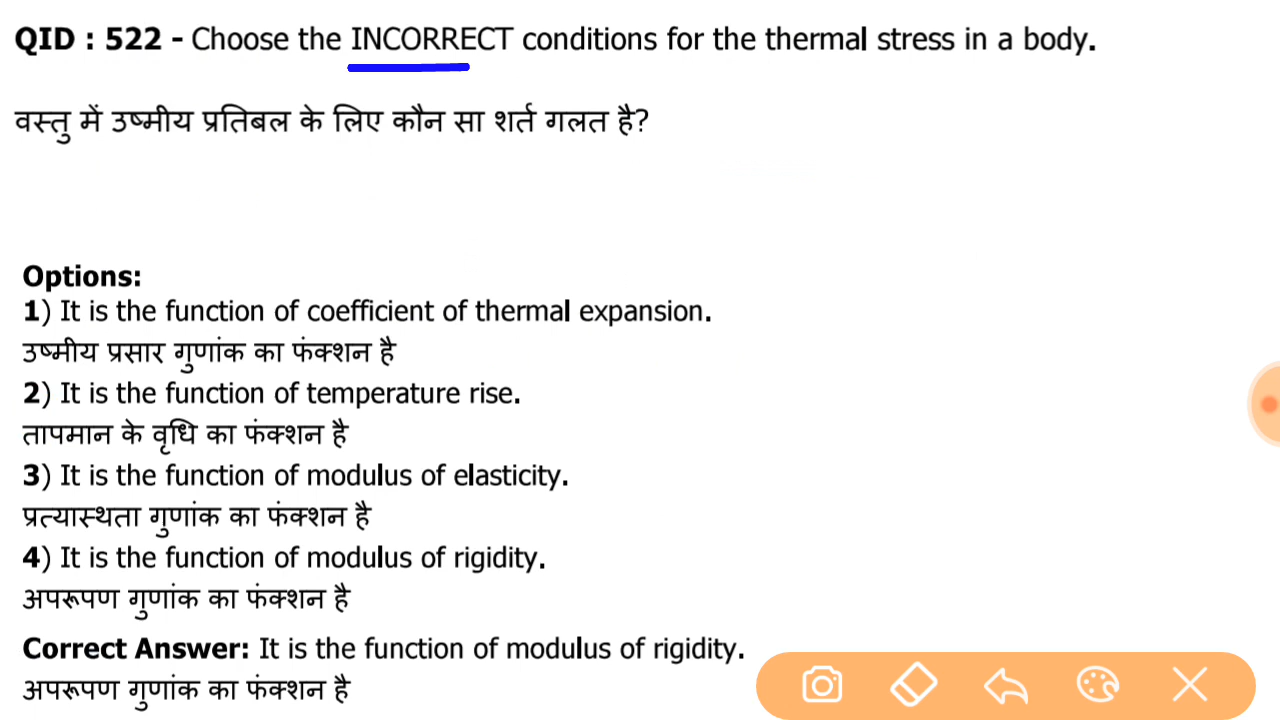 QID : 522 - Choose the INCORRECT conditions for the thermal stress in a body.
वस्तु में उष्मीय प्रतिबल के लिए कौन सा शर्त गलत है?
Options:
1) It is the function of coefficient of thermal expansion.
उष्मीय प्रसार गुणांक का फंक्शन है
2) It is the function of temperature rise.
तापमान के वृधि का फंक्शन है
3) It is the function of modulus of elasticity.
प्रत्यास्थता गुणांक का फंक्शन है
4) It is the function of modulus of rigidity.
अपरूपण गुणांक का फंक्शन है
Correct Answer: It is the function of modulus of rigidity.
अपरूपण गुणांक का फंक्शन है